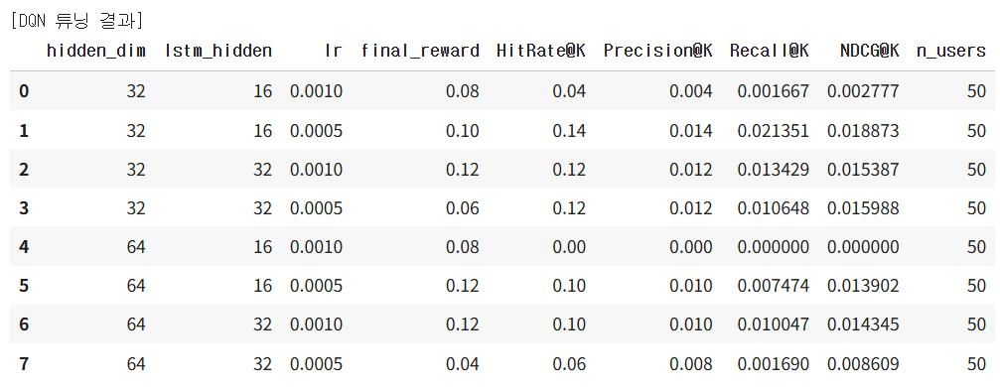 [DQN 튜닝 결과]
hidden_dim lstm_hidden lr final_reward HitRate@K Precision@K Recall@K NDCG@K n_users
0 32 16 0.0010 0.08 0.04 0.004 0.001667 0.002777 50
1 32 16 0.0005 0.10 0.14 0.014 0.021351 0.018873 50
2 32 32 0.0010 0.12 0.12 0.012 0.013429 0.015387 50
3 32 32 0.0005 0.06 0.12 0.012 0.010648 0.015988 50
4 64 16 0.0010 0.08 0.00 0.000 0.000000 0.000000 50
5 64 16 0.0005 0.12 0.10 0.010 0.007474 0.013902 50
6 64 32 0.0010 0.12 0.10 0.010 0.010047 0.014345 50
7 64 32 0.0005 0.04 0.06 0.008 0.001690 0.008609 50